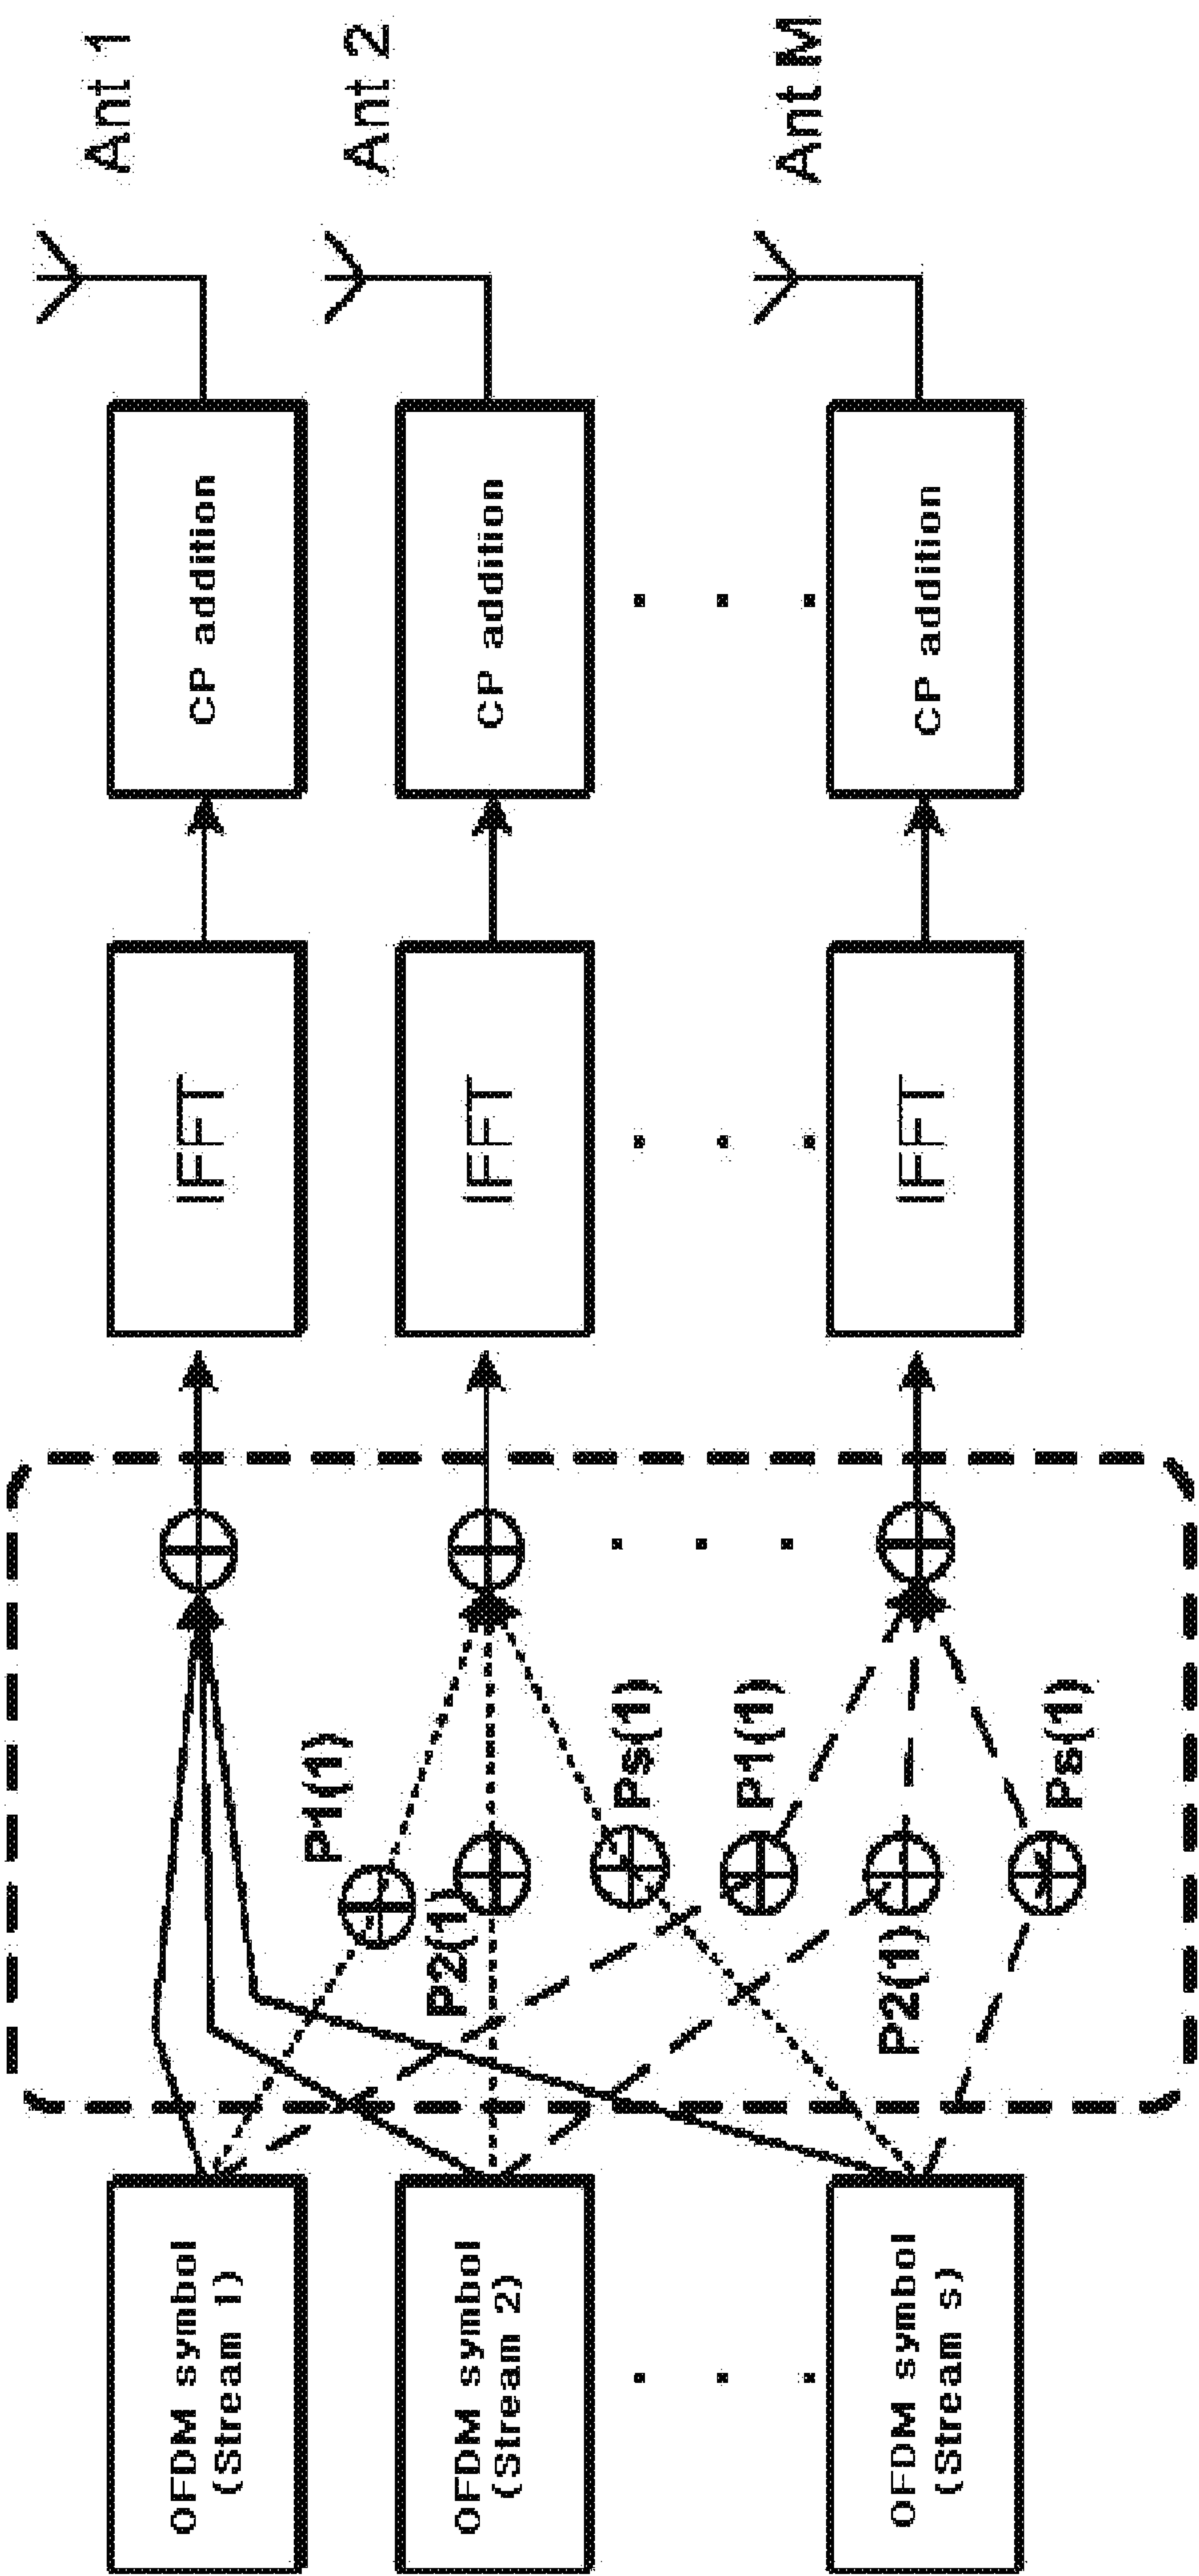 OFDM symbol
(Stream 1)
P1(1)
IFFT
CP addition
Ant 1
OFDM symbol
(Stream 2)
P2(1)
Ps(1)
IFFT
CP addition
Ant 2
P1(1)
OFDM symbol
(Stream s)
P2(1)
Ps(1)
IFFT
CP addition
Ant M